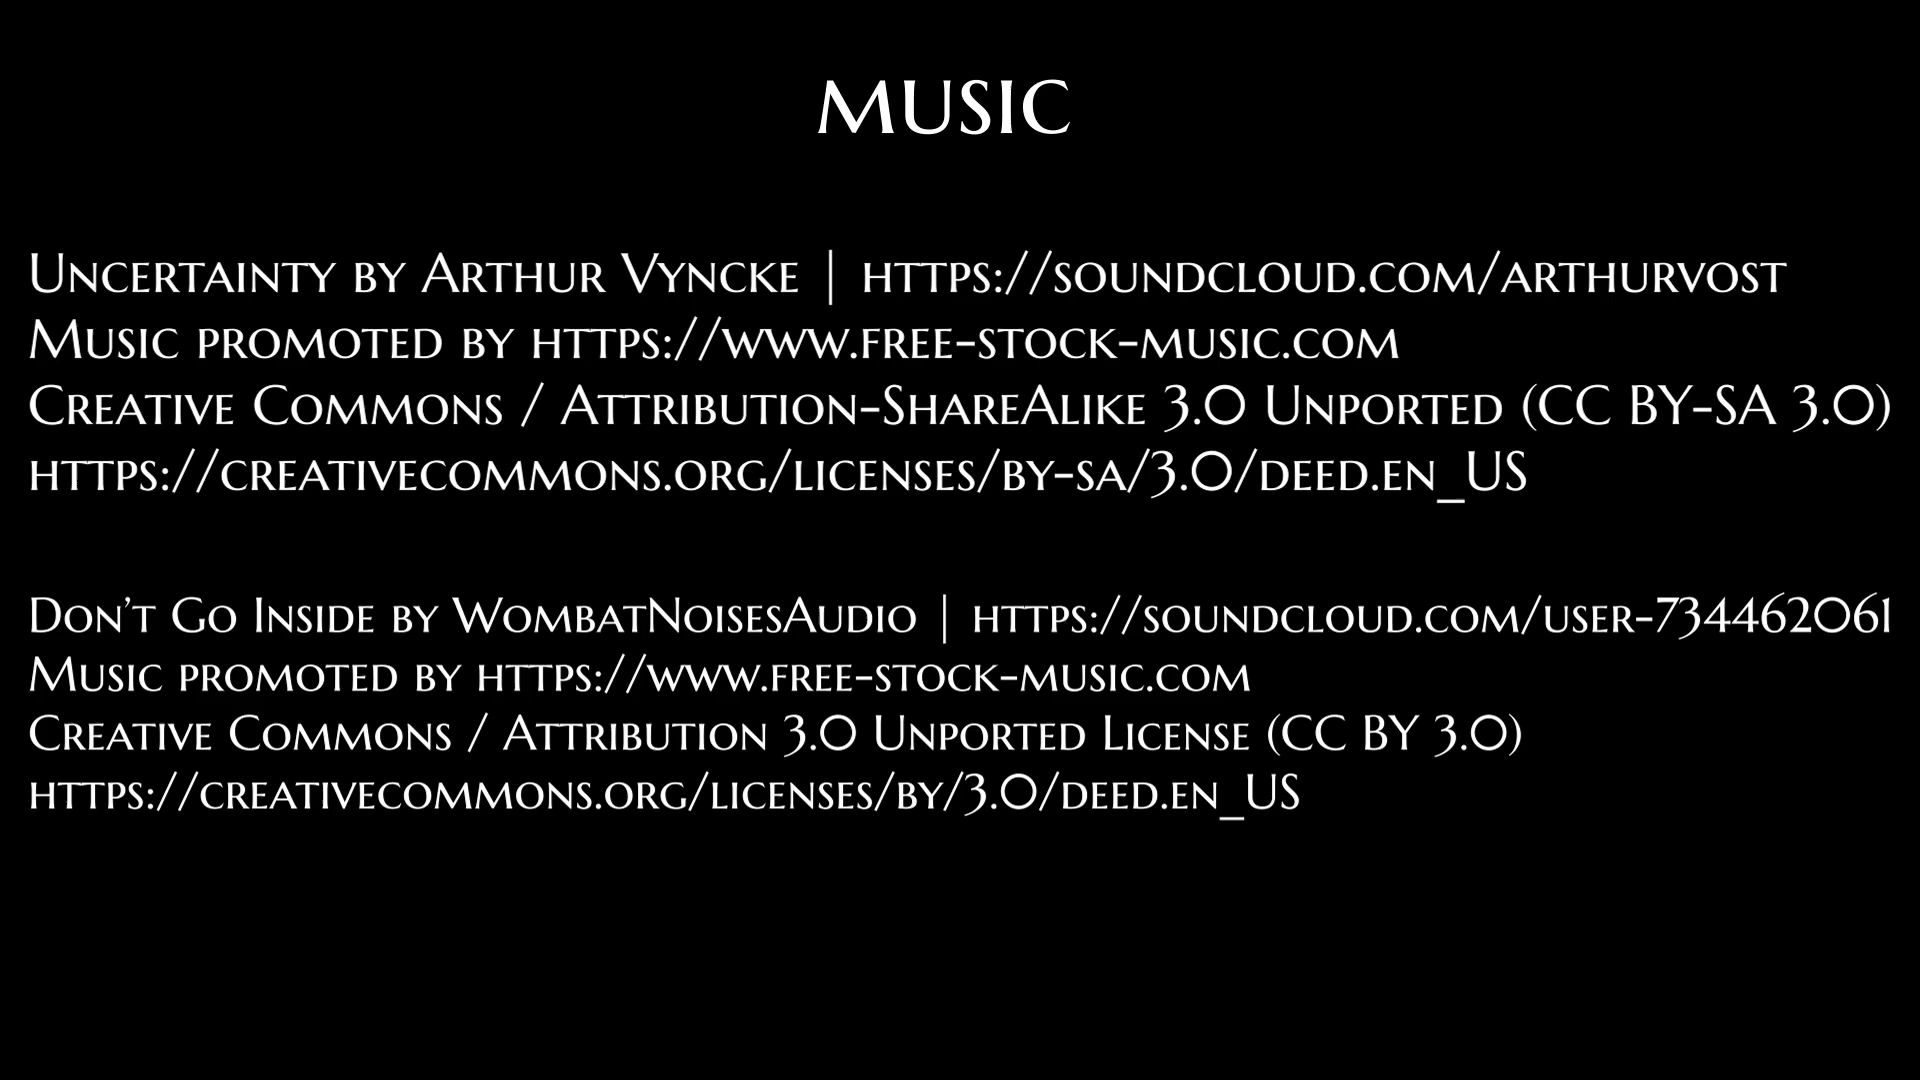 MUSIC
Uncertainty by Arthur Vyncke | https://soundcloud.com/arthurvost
Music promoted by https://www.free-stock-music.com
Creative Commons / Attribution-ShareAlike 3.0 Unported (CC BY-SA 3.0)
https://creativecommons.org/licenses/by-sa/3.0/deed.en_US
Don't Go Inside by WombatNoisesAudio | https://soundcloud.com/user-734462061
Music promoted by https://www.free-stock-music.com
Creative Commons / Attribution 3.0 Unported License (CC BY 3.0)
https://creativecommons.org/licenses/by/3.0/deed.en_US